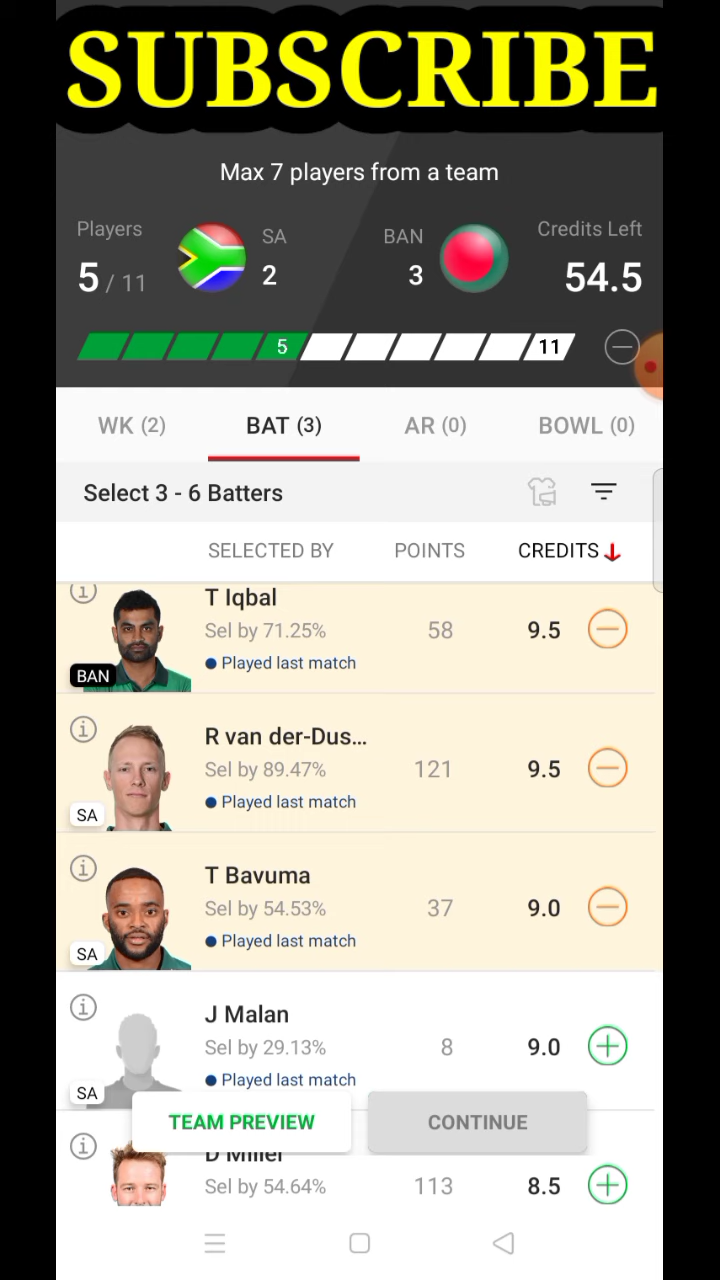 SUBSCRIBE
Max 7 players from a team
Players SA BAN Credits Left
5 / 11 2 3 54.5
5 11
WK (2) BAT (3) AR (0) BOWL (0)
Select 3 - 6 Batters
SELECTED BY POINTS CREDITS
T Iqbal
Sel by 71.25% 58 9.5
Played last match
BAN
R van der-Dus...
Sel by 89.47% 121 9.5
Played last match
SA
T Bavuma
Sel by 54.53% 37 9.0
Played last match
SA
J Malan
Sel by 29.13% 8 9.0
Played last match
SA
TEAM PREVIEW CONTINUE
D Miller
Sel by 54.64% 113 8.5